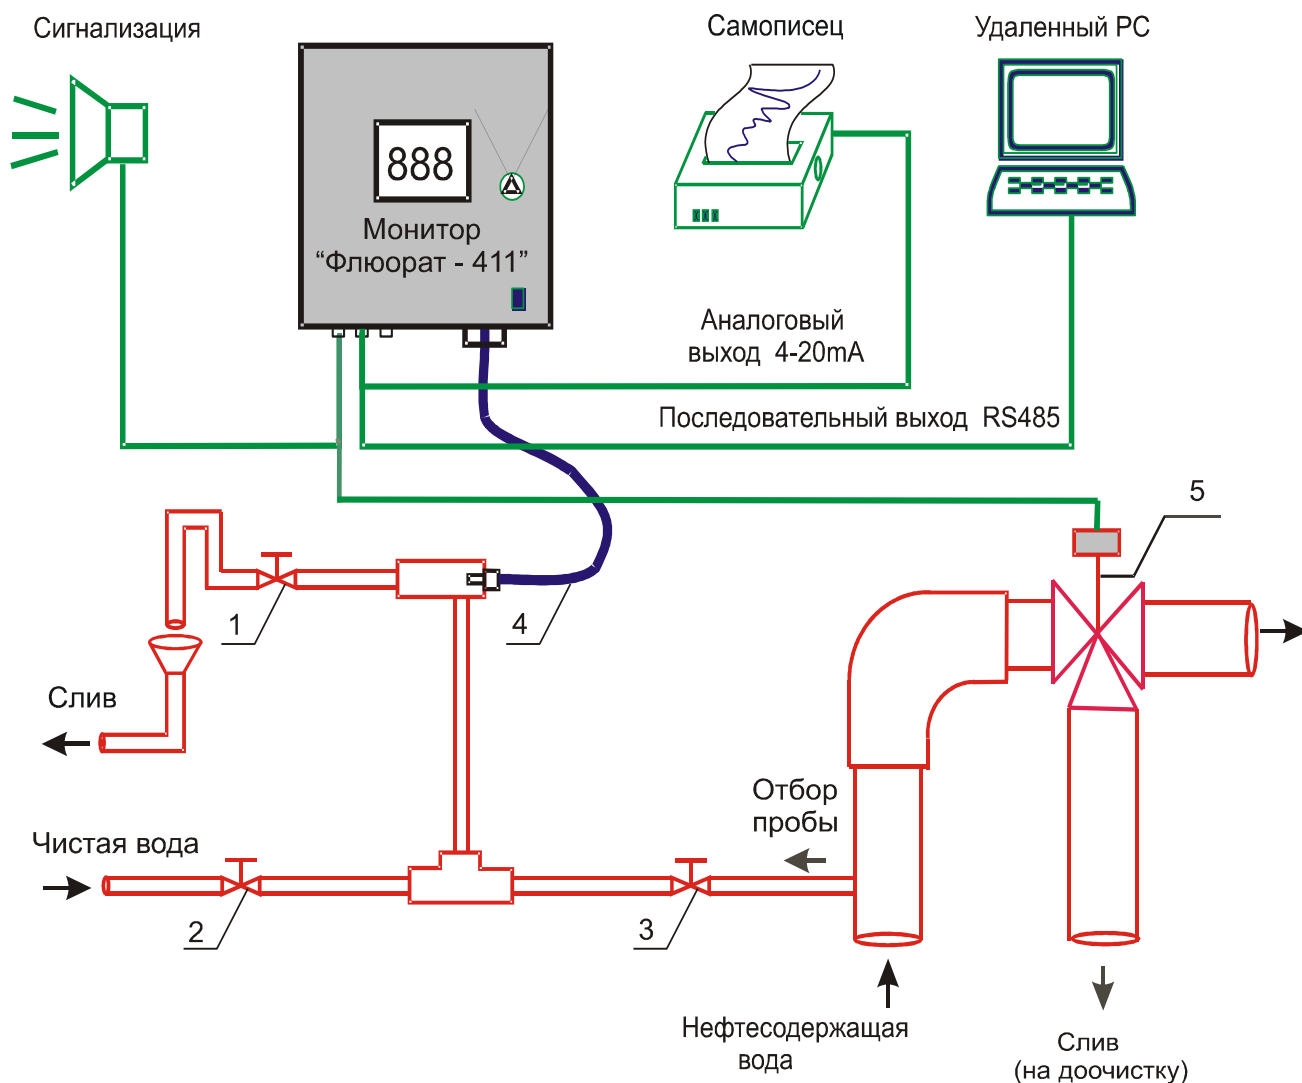 Сигнализация
Самописец
Удаленный PC
888
Монитор
“Флюорат - 411”
Аналоговый
выход 4-20mA
Последовательный выход RS485
5
1
4
Слив
Отбор
пробы
Чистая вода
2
3
Нефтесодержащая
вода
Слив
(на доочистку)